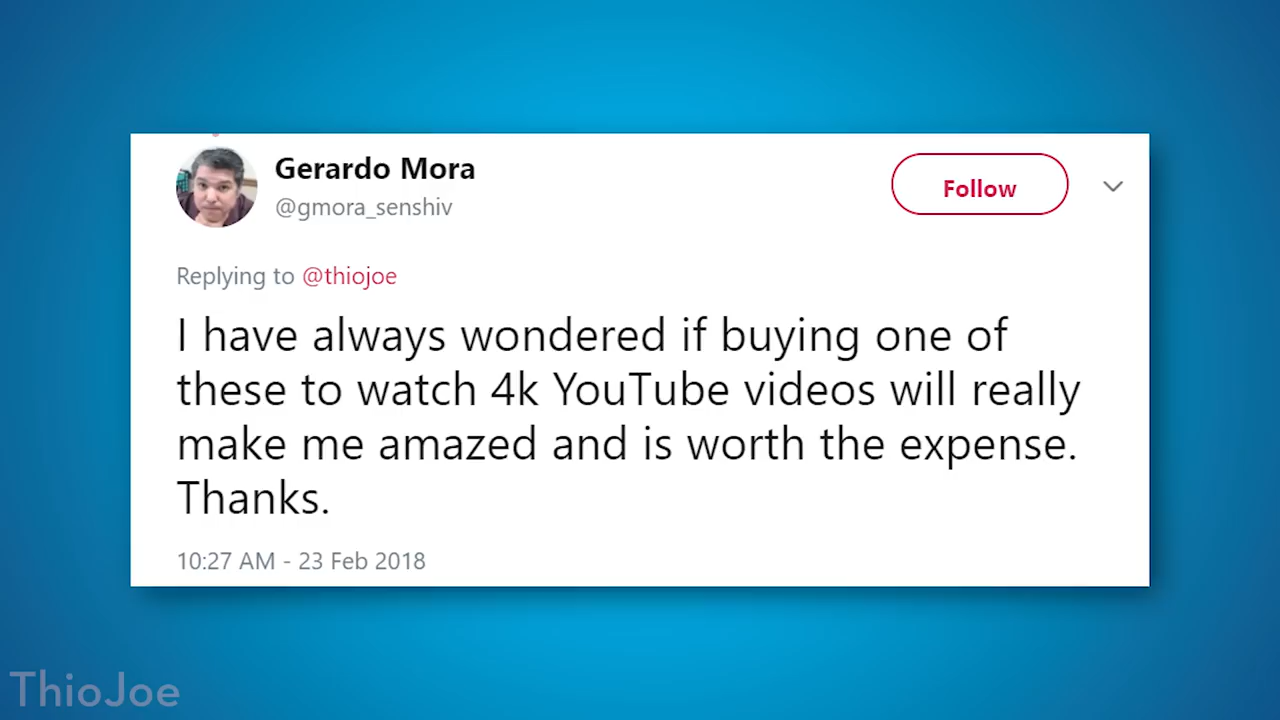 Gerardo Mora
@gmora_senshiv
Follow
Replying to @thiojoe
I have always wondered if buying one of
these to watch 4k YouTube videos will really
make me amazed and is worth the expense.
Thanks.
10:27 AM - 23 Feb 2018
ThioJoe